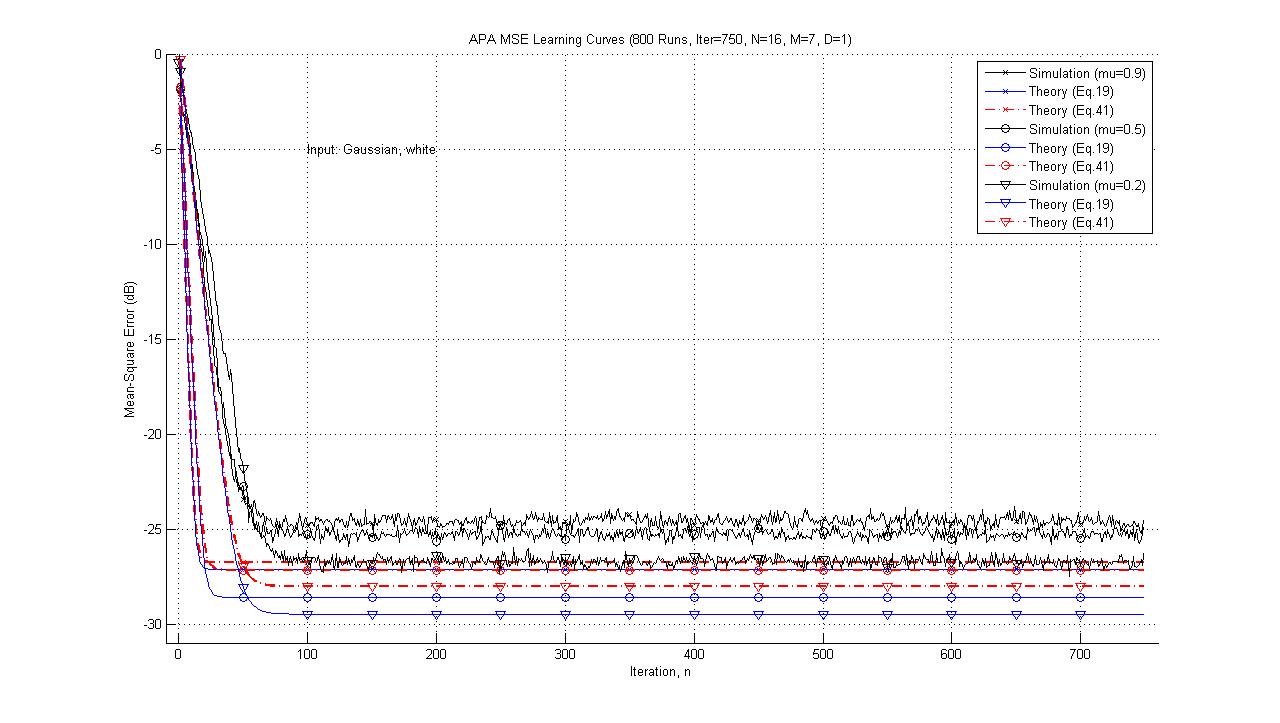 APA MSE Learning Curves (800 Runs, Iter=750, N=16, M=7, D=1)
0
-5
-10
-15
-20
-25
-30
Mean-Square Error (dB)
Input: Gaussian, white
Simulation (mu=0.9)
Theory (Eq.19)
Theory (Eq.41)
Simulation (mu=0.5)
Theory (Eq.19)
Theory (Eq.41)
Simulation (mu=0.2)
Theory (Eq.19)
Theory (Eq.41)
0 100 200 300 400 500 600 700
Iteration, n